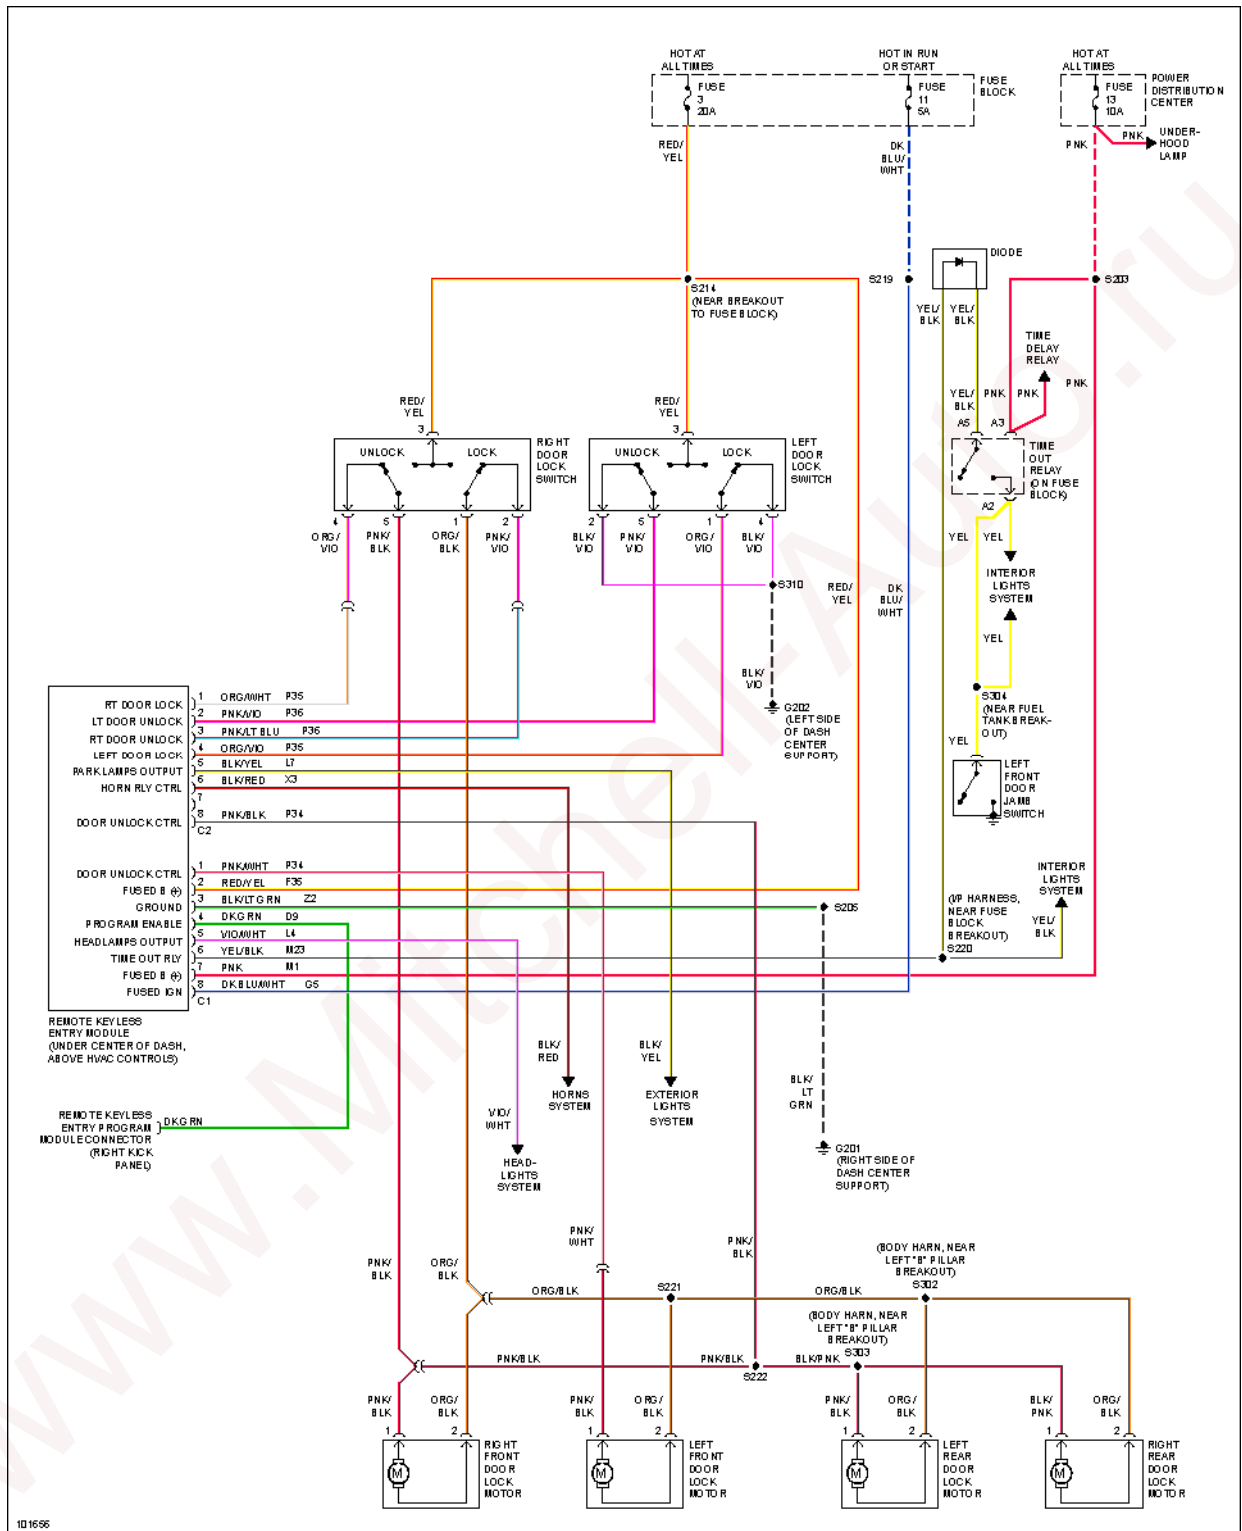 HOT AT
ALL TIMES
HOT IN RUN
OR START
HOT AT
ALL TIMES
FUSE
3
20A
FUSE
11
5A
FUSE
BLOCK
FUSE
13
10A
POWER
DISTRIBUTION
CENTER
RED/
YEL
DK
BLU/
WHT
PNK
PNK
UNDER-
HOOD
LAMP
DIODE
S214
(NEAR BREAKOUT
TO FUSE BLOCK)
S219
S203
YEL/
BLK
YEL/
BLK
TIME
DELAY
RELAY
RED/
YEL
3
RED/
YEL
3
YEL/
BLK
PNK
PNK
PNK
A5
A3
UNLOCK
LOCK
RIGHT
DOOR
LOCK
SWITCH
UNLOCK
LOCK
LEFT
DOOR
LOCK
SWITCH
TIME
OUT
RELAY
(ON FUSE
BLOCK)
A2
4
5
1
2
2
5
1
4
ORG/
VIO
PNK/
BLK
ORG/
BLK
PNK/
VIO
BLK/
VIO
PNK/
VIO
ORG/
VIO
BLK/
VIO
YEL
YEL
INTERIOR
LIGHTS
SYSTEM
S310
RED/
YEL
DK
BLU/
WHT
YEL
BLK/
VIO
G202
(LEFT SIDE
OF DASH
CENTER
SUPPORT)
S304
(NEAR FUEL
TANK BREAK-
OUT)
YEL
LEFT
FRONT
DOOR
JAMB
SWITCH
RT DOOR LOCK 1 ORG/WHT P35
LT DOOR UNLOCK 2 PNK/VIO P36
RT DOOR UNLOCK 3 PNK/LT BLU P36
LEFT DOOR LOCK 4 ORG/VIO P35
PARK LAMPS OUTPUT 5 BLK/YEL L7
HORN RLY CTRL 6 BLK/RED X3
7
DOOR UNLOCK CTRL 8 PNK/BLK P34
C2
DOOR UNLOCK CTRL 1 PNK/WHT P34
FUSED B (+) 2 RED/YEL F35
GROUND 3 BLK/LT GRN Z2
PROGRAM ENABLE 4 DK GRN D9
HEADLAMPS OUTPUT 5 VIO/WHT L4
TIME OUT RLY 6 YEL/BLK M23
FUSED B (+) 7 PNK M1
FUSED IGN 8 DK BLU/WHT G5
C1
S205
INTERIOR
LIGHTS
SYSTEM
(I/P HARNESS,
NEAR FUSE
BLOCK
BREAKOUT)
S220
YEL/
BLK
REMOTE KEYLESS
ENTRY MODULE
(UNDER CENTER OF DASH,
ABOVE HVAC CONTROLS)
BLK/
RED
BLK/
YEL
HORNS
SYSTEM
EXTERIOR
LIGHTS
SYSTEM
BLK/
LT
GRN
REMOTE KEYLESS
ENTRY PROGRAM
MODULE CONNECTOR
(RIGHT KICK
PANEL)
DK GRN
VIO/
WHT
HEAD-
LIGHTS
SYSTEM
G201
(RIGHT SIDE OF
DASH CENTER
SUPPORT)
PNK/
WHT
PNK/
BLK
PNK/
BLK
ORG/
BLK
(BODY HARN, NEAR
LEFT "B" PILLAR
BREAKOUT)
S302
ORG/BLK
S221
ORG/BLK
(BODY HARN, NEAR
LEFT "B" PILLAR
BREAKOUT)
S303
PNK/BLK
PNK/BLK
S222
BLK/PNK
PNK/
BLK
ORG/
BLK
PNK/
BLK
ORG/
BLK
PNK/
BLK
ORG/
BLK
BLK/
PNK
ORG/
BLK
1
2
1
2
1
2
1
2
M
RIGHT
FRONT
DOOR
LOCK
MOTOR
M
LEFT
FRONT
DOOR
LOCK
MOTOR
M
LEFT
REAR
DOOR
LOCK
MOTOR
M
RIGHT
REAR
DOOR
LOCK
MOTOR
101656
www.Mitchell-Auto.ru